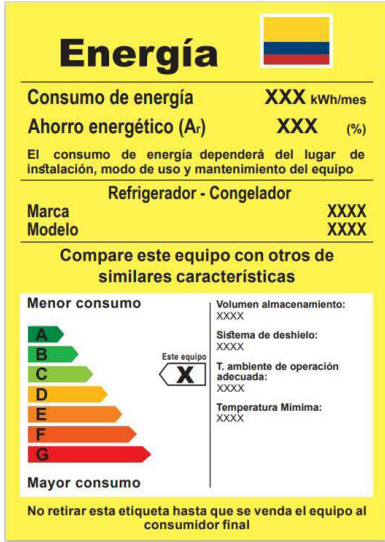 Energía
Consumo de energía XXX kWh/mes
Ahorro energético (Ar) XXX (%)
El consumo de energía dependerá del lugar de
instalación, modo de uso y mantenimiento del equipo
Refrigerador - Congelador
Marca XXXX
Modelo XXXX
Compare este equipo con otros de
similares características
Menor consumo
A
B
C
D
E
F
G
Mayor consumo
Este equipo
X
Volumen almacenamiento:
XXXX
Sistema de deshielo:
XXXX
T. ambiente de operación
adecuada:
XXXX
Temperatura Mímima:
XXXX
No retirar esta etiqueta hasta que se venda el equipo al
consumidor final